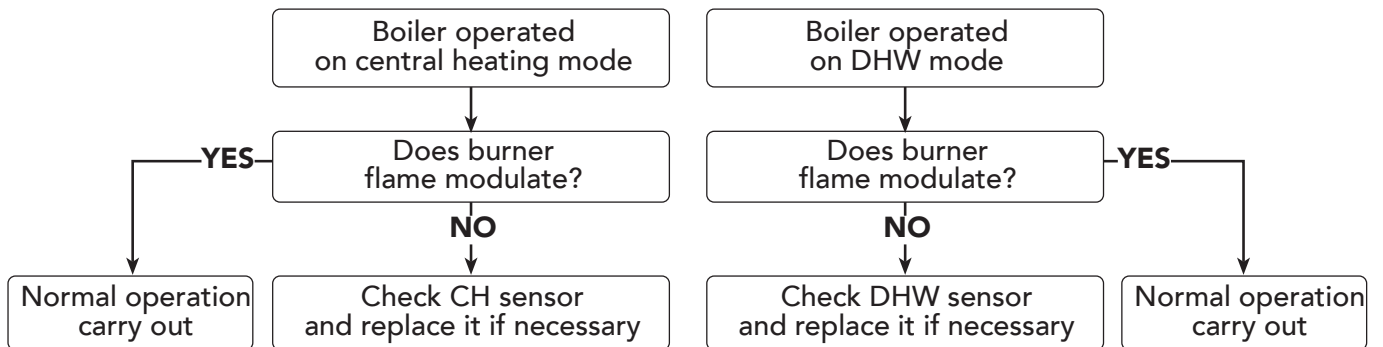 Boiler operated
on central heating mode
Boiler operated
on DHW mode
YES
Does burner
flame modulate?
Does burner
flame modulate?
YES
NO
NO
Normal operation
carry out
Check CH sensor
and replace it if necessary
Check DHW sensor
and replace it if necessary
Normal operation
carry out